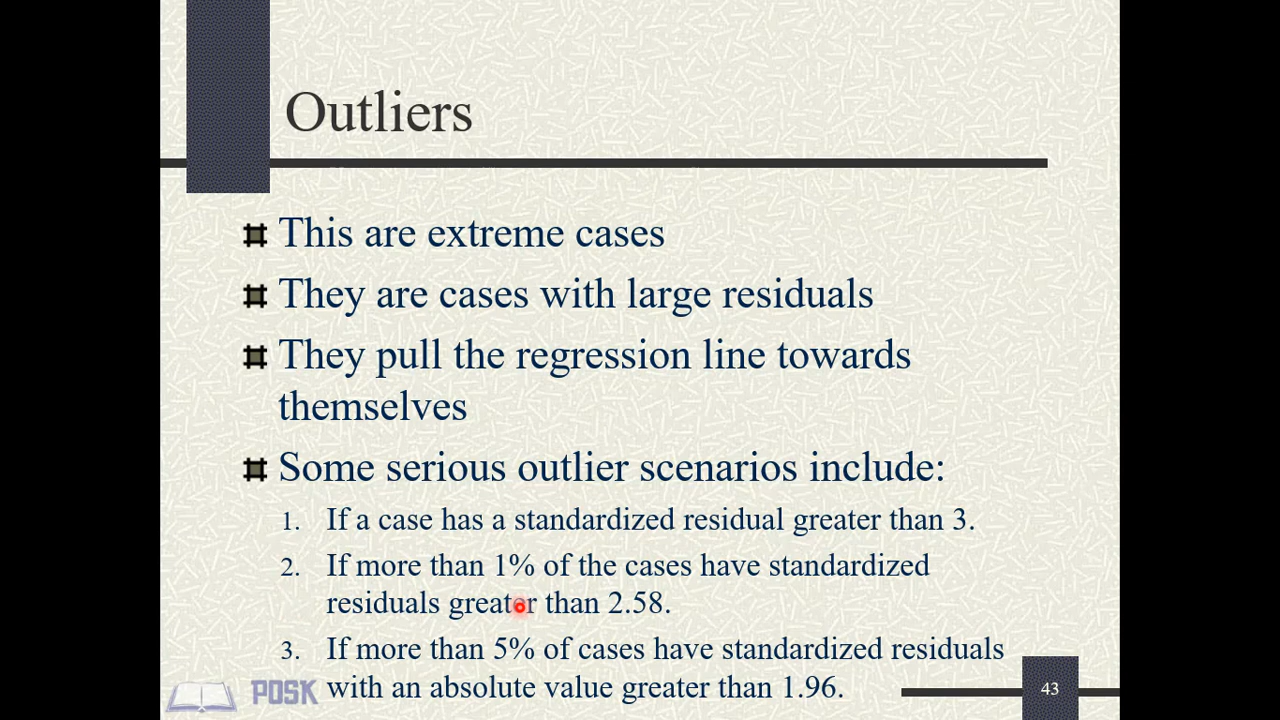 Outliers
This are extreme cases
They are cases with large residuals
They pull the regression line towards
themselves
Some serious outlier scenarios include:
1. If a case has a standardized residual greater than 3.
2. If more than 1% of the cases have standardized
residuals greater than 2.58.
3. If more than 5% of cases have standardized residuals
with an absolute value greater than 1.96.
POSK
43